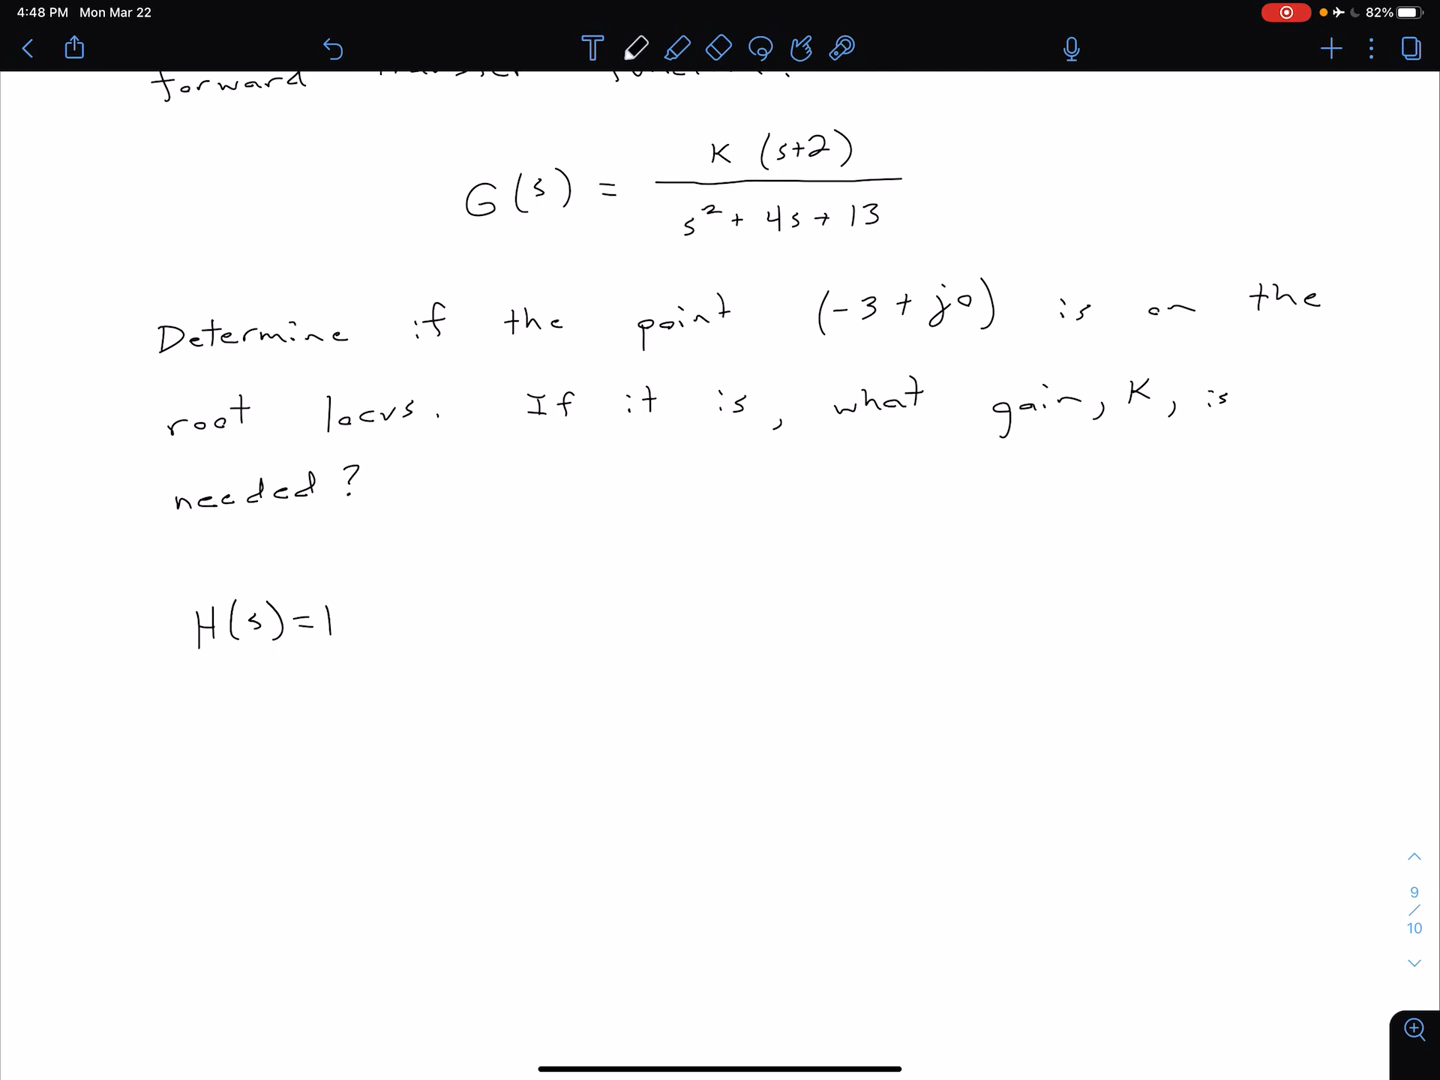 4:48 PM Mon Mar 22
82%
forward
G(s) = K (s+2)
s² + 4s + 13
Determine if the point (-3 + j0) is on the
root locus. If it is, what gain, K, is
needed?
H(s) = 1
9
/
10